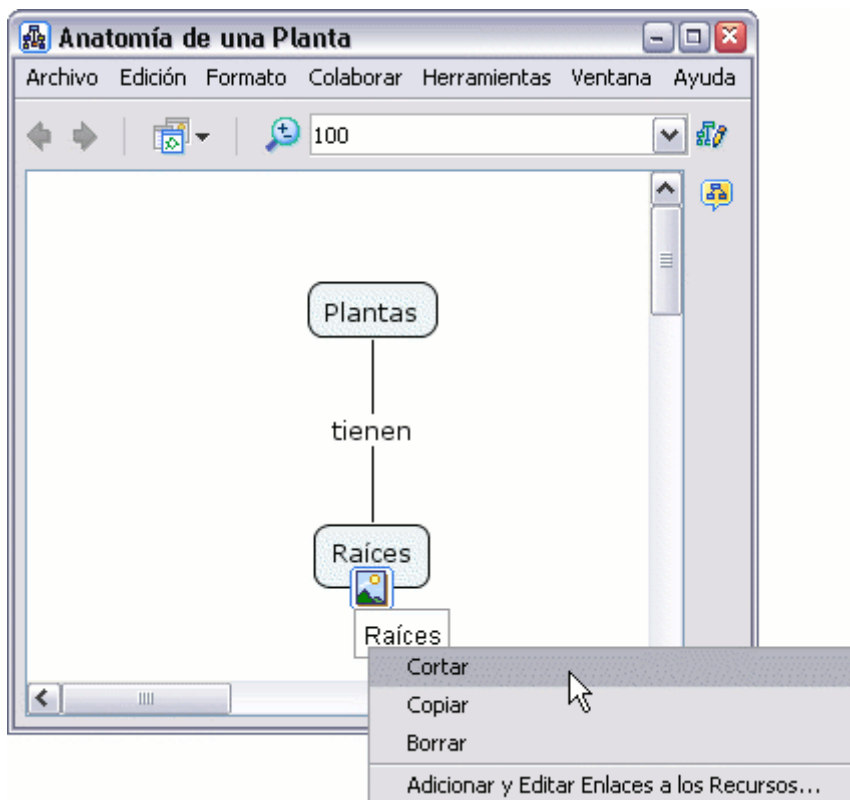 Anatomía de una Planta
Archivo Edición Formato Colaborar Herramientas Ventana Ayuda
100
Plantas
tienen
Raíces
Raíces
Cortar
Copiar
Borrar
Adicionar y Editar Enlaces a los Recursos...